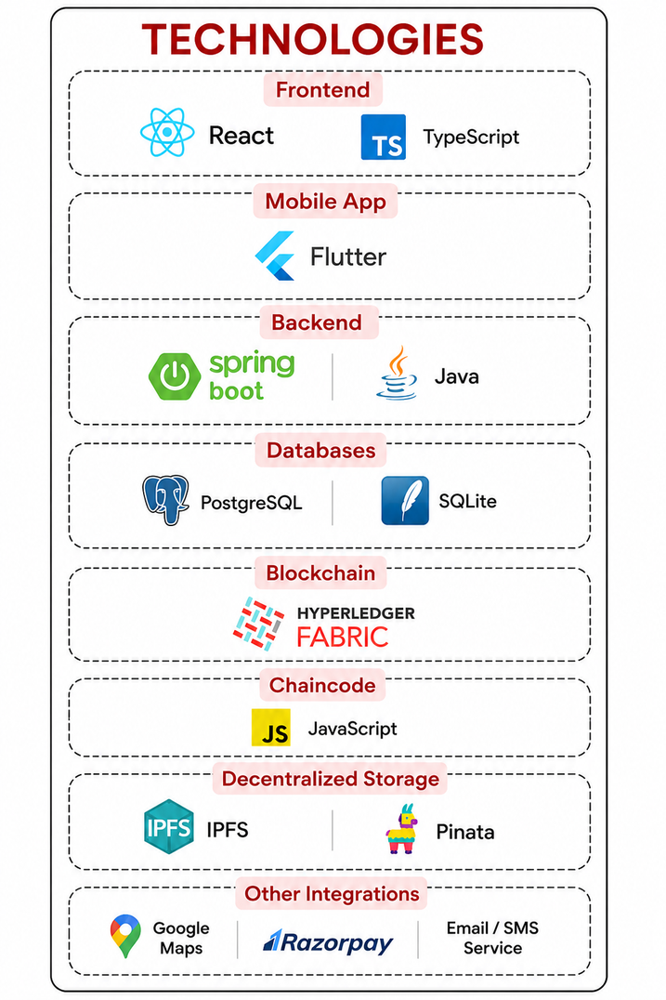 TECHNOLOGIES
Frontend
React
TS
TypeScript
Mobile App
Flutter
Backend
spring
boot
Java
Databases
PostgreSQL
SQLite
Blockchain
HYPERLEDGER
FABRIC
Chaincode
JS
JavaScript
Decentralized Storage
IPFS
IPFS
Pinata
Other Integrations
Google
Maps
Razorpay
Email / SMS
Service